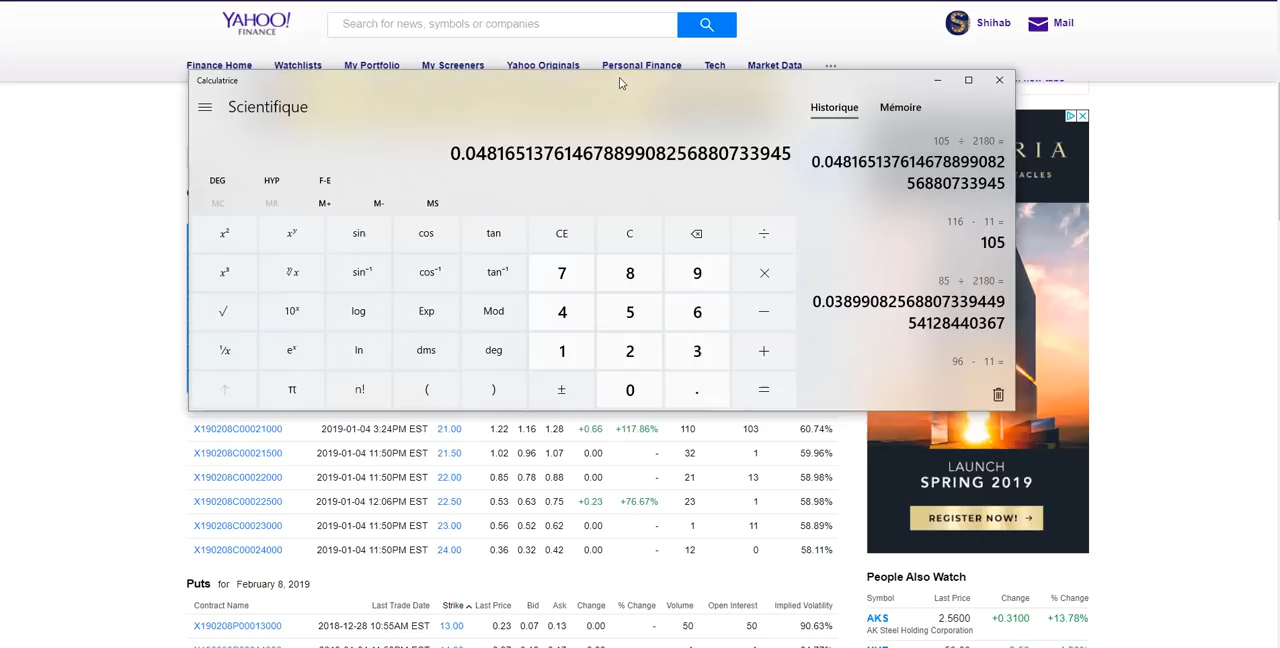 YAHOO!
FINANCE
Search for news, symbols or companies
Shihab
Mail
Finance Home Watchlists My Portfolio My Screeners Yahoo Originals Personal Finance Tech Market Data ...
Calculatrice
Scientifique
Historique Mémoire
0.04816513761467889908256880733945
105 ÷ 2180 =
0.048165137614678899082
56880733945
116 - 11 =
105
85 ÷ 2180 =
0.03899082568807339449
54128440367
96 - 11 =
DEG HYP F-E
MC MR M+ M- MS
x² xʸ sin cos tan CE C ⌫ ÷
x³ ʸ√x sin⁻¹ cos⁻¹ tan⁻¹ 7 8 9 ×
√ 10ˣ log Exp Mod 4 5 6 −
¹/x eˣ ln dms deg 1 2 3 +
↑ π n! ( ) ± 0 . =
RIA
TACLES
LAUNCH
SPRING 2019
REGISTER NOW! →
X190208C00021000 2019-01-04 3:24PM EST 21.00 1.22 1.16 1.28 +0.66 +117.86% 110 103 60.74%
X190208C00021500 2019-01-04 11:50PM EST 21.50 1.02 0.96 1.07 0.00 - 32 1 59.96%
X190208C00022000 2019-01-04 11:50PM EST 22.00 0.85 0.78 0.88 0.00 - 21 13 58.98%
X190208C00022500 2019-01-04 12:06PM EST 22.50 0.53 0.63 0.75 +0.23 +76.67% 23 1 58.98%
X190208C00023000 2019-01-04 11:50PM EST 23.00 0.56 0.52 0.62 0.00 - 1 11 58.89%
X190208C00024000 2019-01-04 11:50PM EST 24.00 0.36 0.32 0.42 0.00 - 12 0 58.11%
Puts for February 8, 2019
Contract Name Last Trade Date Strike Last Price Bid Ask Change % Change Volume Open Interest Implied Volatility
X190208P00013000 2018-12-28 10:55AM EST 13.00 0.23 0.07 0.13 0.00 - 50 50 90.63%
People Also Watch
Symbol Last Price Change % Change
AKS 2.5600 +0.3100 +13.78%
AK Steel Holding Corporation